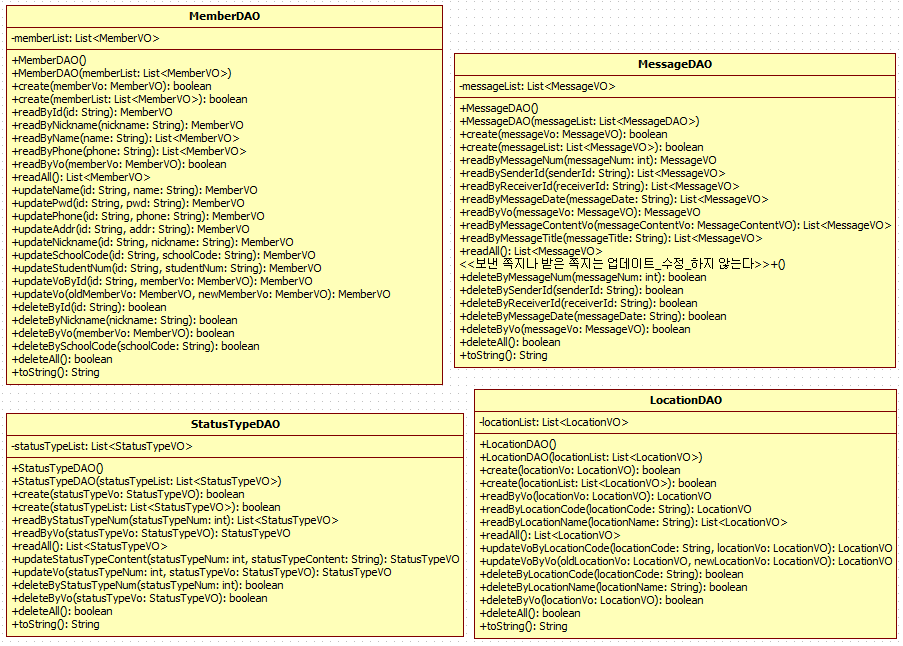 MemberDAO
-memberList: List<MemberVO>
+MemberDAO()
+MemberDAO(memberList: List<MemberVO>)
+create(memberVo: MemberVO): boolean
+create(memberList: List<MemberVO>): boolean
+readById(id: String): MemberVO
+readByNickname(nickname: String): MemberVO
+readByName(name: String): List<MemberVO>
+readByPhone(phone: String): List<MemberVO>
+readByVo(memberVo: MemberVO): boolean
+readAll(): List<MemberVO>
+updateName(id: String, name: String): MemberVO
+updatePwd(id: String, pwd: String): MemberVO
+updatePhone(id: String, phone: String): MemberVO
+updateAddr(id: String, addr: String): MemberVO
+updateNickname(id: String, nickname: String): MemberVO
+updateSchoolCode(id: String, schoolCode: String): MemberVO
+updateStudentNum(id: String, studentNum: String): MemberVO
+updateVoById(id: String, memberVo: MemberVO): MemberVO
+updateVo(oldMemberVo: MemberVO, newMemberVo: MemberVO): MemberVO
+deleteById(id: String): boolean
+deleteByNickname(nickname: String): boolean
+deleteByVo(memberVo: MemberVO): boolean
+deleteBySchoolCode(schoolCode: String): boolean
+deleteAll(): boolean
+toString(): String
MessageDAO
-messageList: List<MessageVO>
+MessageDAO()
+MessageDAO(messageList: List<MessageDAO>)
+create(messageVo: MessageVO): boolean
+create(messageList: List<MessageVO>): boolean
+readByMessageNum(messageNum: int): MessageVO
+readBySenderId(senderId: String): List<MessageVO>
+readByReceiverId(receiverId: String): List<MessageVO>
+readByMessageDate(messageDate: String): List<MessageVO>
+readByVo(messageVo: MessageVO): MessageVO
+readByMessageContentVo(messageContentVo: MessageContentVO): List<MessageVO>
+readByMessageTitle(messageTitle: String): List<MessageVO>
+readAll(): List<MessageVO>
<<보낸 쪽지나 받은 쪽지는 업데이트_수정_하지 않는다>>+()
+deleteByMessageNum(messageNum: int): boolean
+deleteBySenderId(senderId: String): boolean
+deleteByReceiverId(receiverId: String): boolean
+deleteByMessageDate(messageDate: String): boolean
+deleteByVo(messageVo: MessageVO): boolean
+deleteAll(): boolean
+toString(): String
StatusTypeDAO
-statusTypeList: List<StatusTypeVO>
+StatusTypeDAO()
+StatusTypeDAO(statusTypeList: List<StatusTypeVO>)
+create(statusTypeVo: StatusTypeVO): boolean
+create(statusTypeList: List<StatusTypeVO>): boolean
+readByStatusTypeNum(statusTypeNum: int): List<StatusTypeVO>
+readByVo(statusTypeVo: StatusTypeVO): StatusTypeVO
+readAll(): List<StatusTypeVO>
+updateStatusTypeContent(statusTypeNum: int, statusTypeContent: String): StatusTypeVO
+updateVo(statusTypeNum: int, statusTypeVo: StatusTypeVO): StatusTypeVO
+deleteByStatusTypeNum(statusTypeNum: int): boolean
+deleteByVo(statusTypeVo: StatusTypeVO): boolean
+deleteAll(): boolean
+toString(): String
LocationDAO
-locationList: List<LocationVO>
+LocationDAO()
+LocationDAO(locationList: List<LocationVO>)
+create(locationVo: LocationVO): boolean
+create(locationList: List<LocationVO>): boolean
+readByVo(locationVo: LocationVO): LocationVO
+readByLocationCode(locationCode: String): LocationVO
+readByLocationName(locationName: String): List<LocationVO>
+readAll(): List<LocationVO>
+updateVoByLocationCode(locationCode: String, locationVo: LocationVO): LocationVO
+updateVoByVo(oldLocationVo: LocationVO, newLocationVo: LocationVO): LocationVO
+deleteByLocationCode(locationCode: String): boolean
+deleteByLocationName(locationName: String): boolean
+deleteByVo(locationVo: LocationVO): boolean
+deleteAll(): boolean
+toString(): String